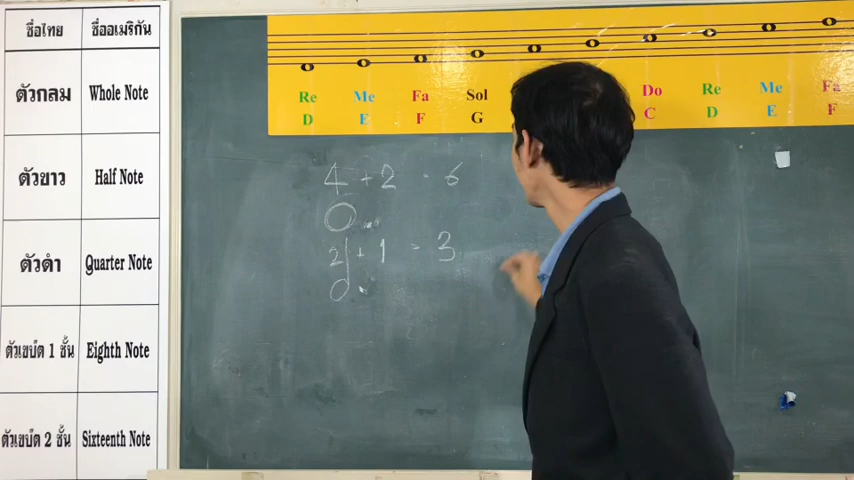 ชื่อไทย ชื่ออเมริกัน
ตัวกลม Whole Note
ตัวขาว Half Note
ตัวดำ Quarter Note
ตัวเขบ็ต 1 ชั้น Eighth Note
ตัวเขบ็ต 2 ชั้น Sixteenth Note
Re Me Fa Sol Do Re Me Fa
D E F G C D E F
4 + 2 = 6
2 + 1 = 3